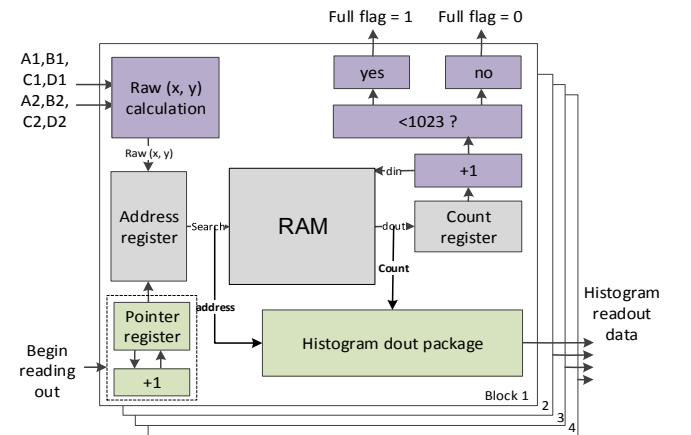 Full flag = 1
Full flag = 0
A1,B1,
C1,D1
A2,B2,
C2,D2
Raw (x, y)
calculation
yes
no
<1023 ?
Raw (x, y)
din
+1
Address
register
Search
RAM
dout
Count
register
Count
address
Pointer
register
+1
Begin
reading
out
Histogram dout package
Histogram
readout
data
Block 1
2
3
4